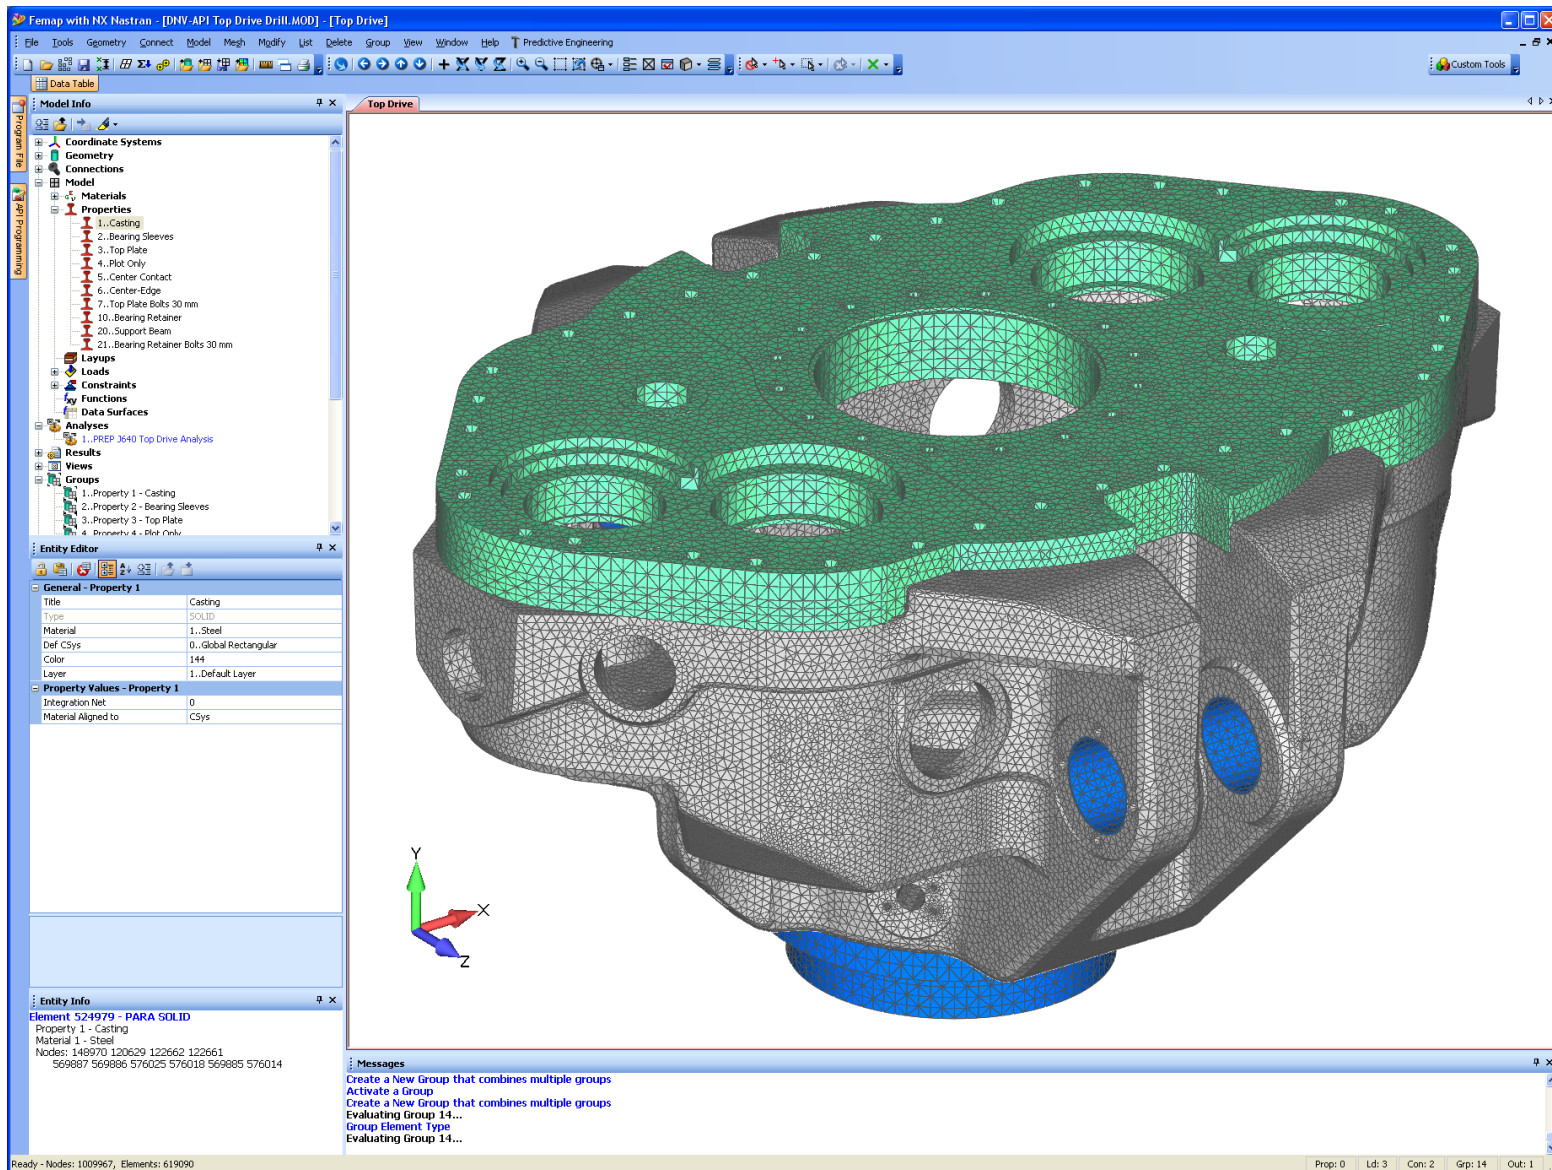 Femap with NX Nastran - [DNV-API Top Drive Drill.MOD] - [Top Drive]
File Tools Geometry Connect Model Mesh Modify List Delete Group View Window Help Predictive Engineering
Custom Tools
Data Table
Program File
API Programming
Model Info
Coordinate Systems
Geometry
Connections
Model
Materials
Properties
1..Casting
2..Bearing Sleeves
3..Top Plate
4..Plot Only
5..Center Contact
6..Center-Edge
7..Top Plate Bolts 30 mm
10..Bearing Retainer
20..Support Beam
21..Bearing Retainer Bolts 30 mm
Layups
Loads
Constraints
Functions
Data Surfaces
Analyses
1..PREP J640 Top Drive Analysis
Results
Views
Groups
1..Property 1 - Casting
2..Property 2 - Bearing Sleeves
3..Property 3 - Top Plate
4..Property 4 - Plot Only
Entity Editor
General - Property 1
Title Casting
Type SOLID
Material 1..Steel
Def CSys 0..Global Rectangular
Color 144
Layer 1..Default Layer
Property Values - Property 1
Integration Net 0
Material Aligned to CSys
Entity Info
Element 524979 - PARA SOLID
Property 1 - Casting
Material 1 - Steel
Nodes: 148970 120629 122662 122661
569887 569886 576025 576018 569885 576014
Top Drive
Y
X
Z
Messages
Create a New Group that combines multiple groups
Activate a Group
Create a New Group that combines multiple groups
Evaluating Group 14...
Group Element Type
Evaluating Group 14...
Ready - Nodes: 1009967, Elements: 619090
Prop: 0 Ld: 3 Con: 2 Grp: 14 Out: 1